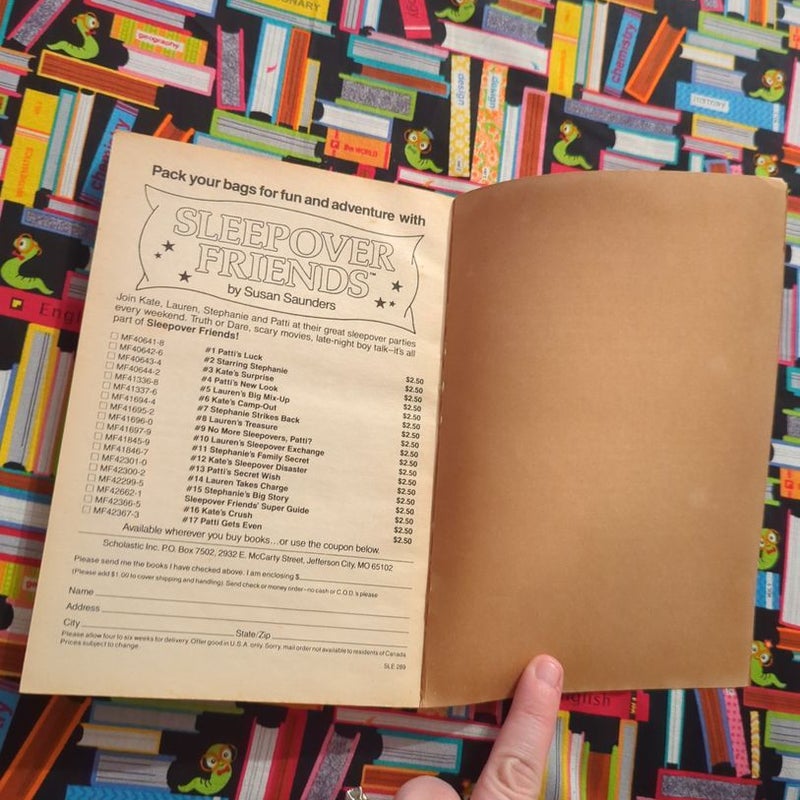 Pack your bags for fun and adventure with
SLEEPOVER
FRIENDS™
by Susan Saunders
Join Kate, Lauren, Stephanie and Patti at their great sleepover parties
every weekend. Truth or Dare, scary movies, late-night boy talk—it's all
part of Sleepover Friends!
☐ MF40641-8 #1 Patti's Luck $2.50
☐ MF40642-6 #2 Starring Stephanie $2.50
☐ MF40643-4 #3 Kate's Surprise $2.50
☐ MF40644-2 #4 Patti's New Look $2.50
☐ MF41336-8 #5 Lauren's Big Mix-Up $2.50
☐ MF41337-6 #6 Kate's Camp-Out $2.50
☐ MF41694-4 #7 Stephanie Strikes Back $2.50
☐ MF41695-2 #8 Lauren's Treasure $2.50
☐ MF41696-0 #9 No More Sleepovers, Patti? $2.50
☐ MF41697-9 #10 Lauren's Sleepover Exchange $2.50
☐ MF41845-9 #11 Stephanie's Family Secret $2.50
☐ MF41846-7 #12 Kate's Sleepover Disaster $2.50
☐ MF42301-0 #13 Patti's Secret Wish $2.50
☐ MF42300-2 #14 Lauren Takes Charge $2.50
☐ MF42299-5 #15 Stephanie's Big Story $2.50
☐ MF42662-1 Sleepover Friends' Super Guide $2.50
☐ MF42366-5 #16 Kate's Crush $2.50
☐ MF42367-3 #17 Patti Gets Even $2.50
Available wherever you buy books...or use the coupon below.
Scholastic Inc. P.O. Box 7502, 2932 E. McCarty Street, Jefferson City, MO 65102
Please send me the books I have checked above. I am enclosing $
(Please add $1.00 to cover shipping and handling). Send check or money order-no cash or C.O.D.'s please
Name
Address
City State/Zip
Please allow four to six weeks for delivery. Offer good in U.S.A. only. Sorry, mail order not available to residents of Canada.
Prices subject to change.
SLE 289
geography
chemistry
design
design
the WORLD
English